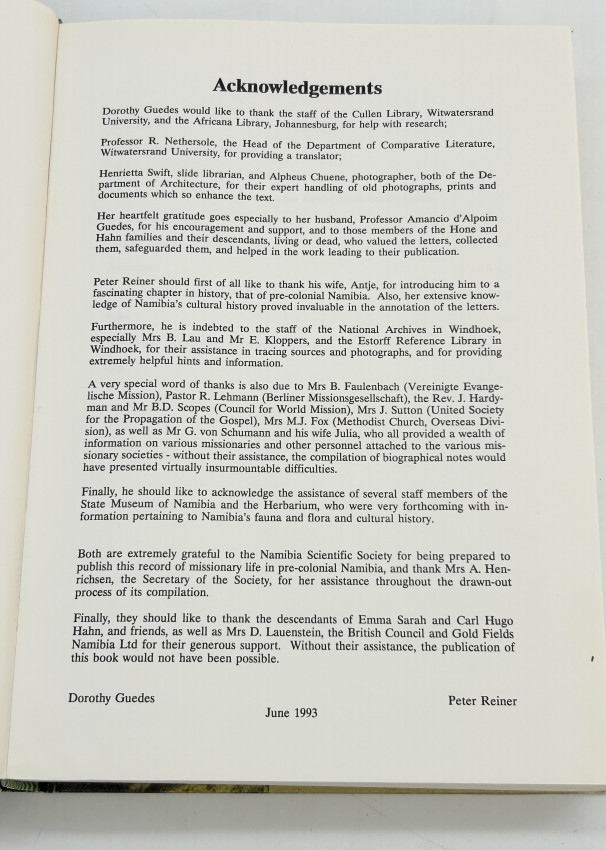 Acknowledgements
Dorothy Guedes would like to thank the staff of the Cullen Library, Witwatersrand
University, and the Africana Library, Johannesburg, for help with research;
Professor R. Nethersole, the Head of the Department of Comparative Literature,
Witwatersrand University, for providing a translator;
Henrietta Swift, slide librarian, and Alpheus Chuene, photographer, both of the De-
partment of Architecture, for their expert handling of old photographs, prints and
documents which so enhance the text.
Her heartfelt gratitude goes especially to her husband, Professor Amancio d'Alpoim
Guedes, for his encouragement and support, and to those members of the Hone and
Hahn families and their descendants, living or dead, who valued the letters, collected
them, safeguarded them, and helped in the work leading to their publication.
Peter Reiner should first of all like to thank his wife, Antje, for introducing him to a
fascinating chapter in history, that of pre-colonial Namibia. Also, her extensive know-
ledge of Namibia's cultural history proved invaluable in the annotation of the letters.
Furthermore, he is indebted to the staff of the National Archives in Windhoek,
especially Mrs B. Lau and Mr E. Kloppers, and the Estorff Reference Library in
Windhoek, for their assistance in tracing sources and photographs, and for providing
extremely helpful hints and information.
A very special word of thanks is also due to Mrs B. Faulenbach (Vereinigte Evange-
lische Mission), Pastor R. Lehmann (Berliner Missionsgesellschaft), the Rev. J. Hardy-
man and Mr B.D. Scopes (Council for World Mission), Mrs J. Sutton (United Society
for the Propagation of the Gospel), Mrs M.J. Fox (Methodist Church, Overseas Divi-
sion), as well as Mr G. von Schumann and his wife Julia, who all provided a wealth of
information on various missionaries and other personnel attached to the various mis-
sionary societies - without their assistance, the compilation of biographical notes would
have presented virtually insurmountable difficulties.
Finally, he should like to acknowledge the assistance of several staff members of the
State Museum of Namibia and the Herbarium, who were very forthcoming with in-
formation pertaining to Namibia's fauna and flora and cultural history.
Both are extremely grateful to the Namibia Scientific Society for being prepared to
publish this record of missionary life in pre-colonial Namibia, and thank Mrs A. Hen-
richsen, the Secretary of the Society, for her assistance throughout the drawn-out
process of its compilation.
Finally, they should like to thank the descendants of Emma Sarah and Carl Hugo
Hahn, and friends, as well as Mrs D. Lauenstein, the British Council and Gold Fields
Namibia Ltd for their generous support. Without their assistance, the publication of
this book would not have been possible.
Dorothy Guedes
Peter Reiner
June 1993